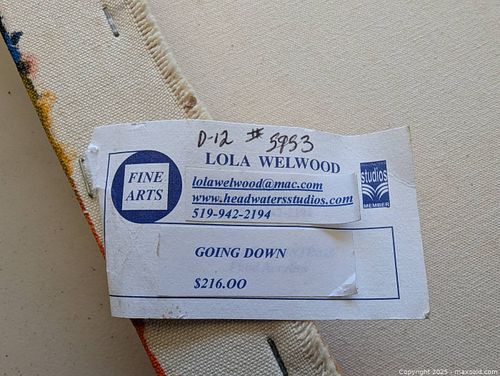 D-12 # 5953
LOLA WELWOOD
FINE
ARTS
lolawelwood@mac.com
www.headwatersstudios.com
519-942-2194
studios
MEMBER
GOING DOWN
$216.00
Copyright 2025 - maxsold.com